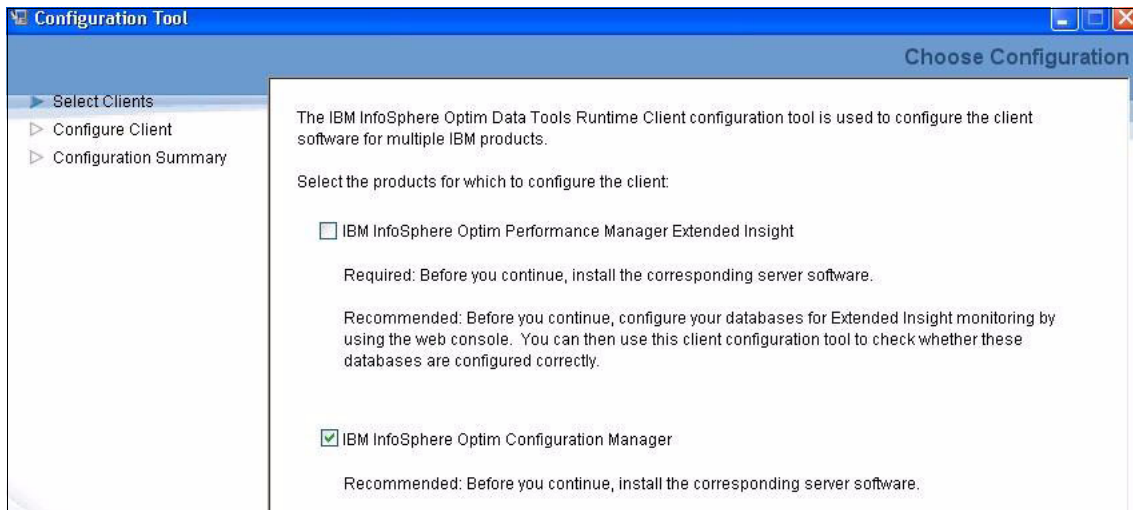 Configuration Tool
Choose Configuration
Select Clients
Configure Client
Configuration Summary
The IBM InfoSphere Optim Data Tools Runtime Client configuration tool is used to configure the client
software for multiple IBM products.
Select the products for which to configure the client:
IBM InfoSphere Optim Performance Manager Extended Insight
Required: Before you continue, install the corresponding server software.
Recommended: Before you continue, configure your databases for Extended Insight monitoring by
using the web console. You can then use this client configuration tool to check whether these
databases are configured correctly.
IBM InfoSphere Optim Configuration Manager
Recommended: Before you continue, install the corresponding server software.